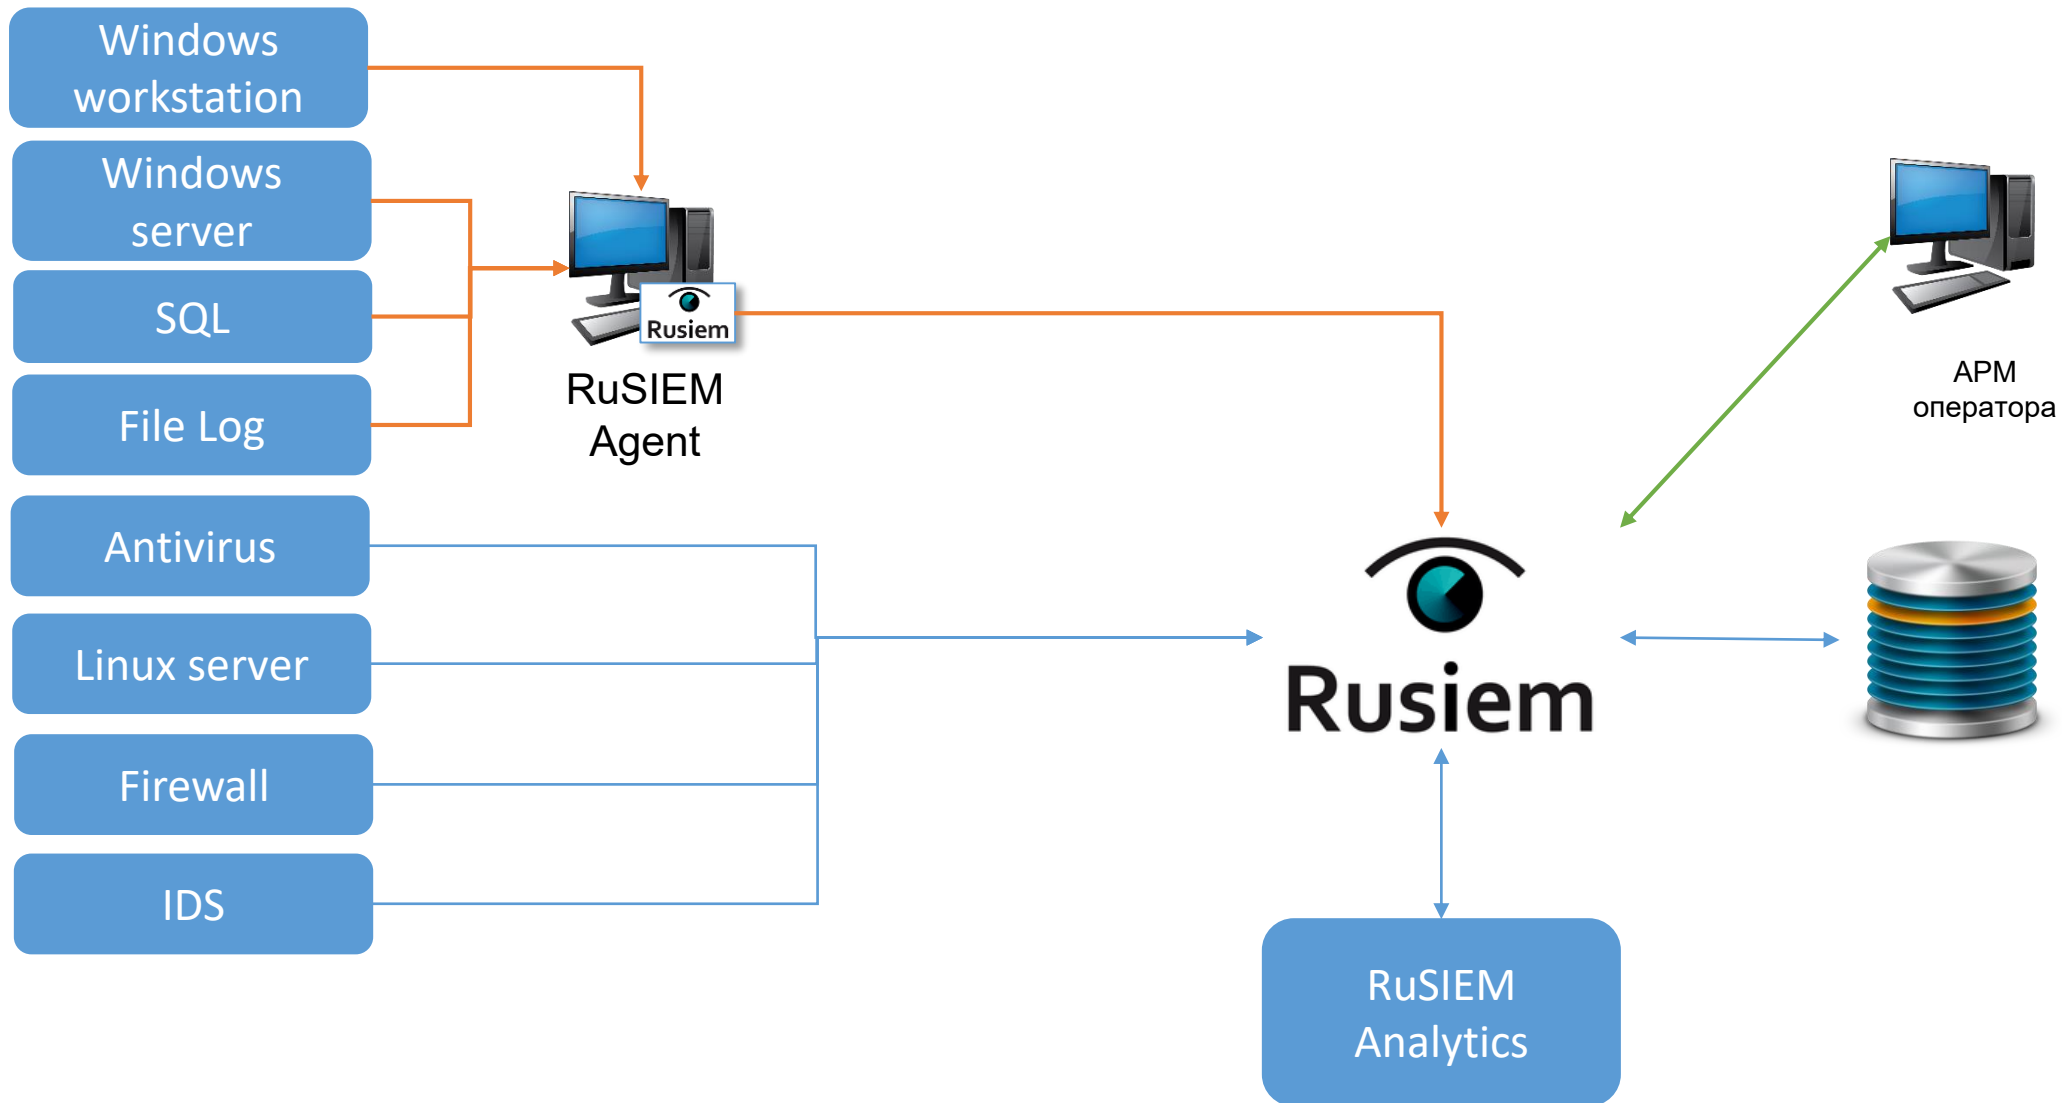 Windows
workstation
Windows
server
SQL
File Log
Rusiem
RuSIEM
Agent
АРМ
оператора
Antivirus
Linux server
Firewall
IDS
Rusiem
RuSIEM
Analytics